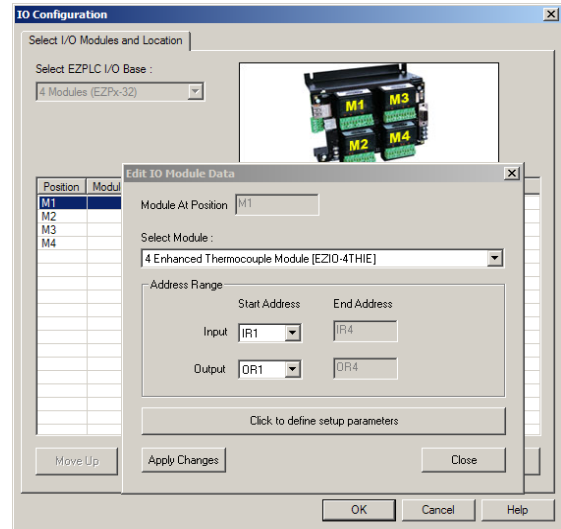 IO Configuration
Select I/O Modules and Location
Select EZPLC I/O Base :
4 Modules (EZPx-32)
M1
M3
M2
M4
Edit IO Module Data
Position
M1
M2
M3
M4
Module At Position
M1
Select Module :
4 Enhanced Thermocouple Module [EZIO-4THIE]
Address Range
Start Address
End Address
Input
IR1
IR4
Output
OR1
OR4
Click to define setup parameters
Move Up
Apply Changes
Close
OK
Cancel
Help